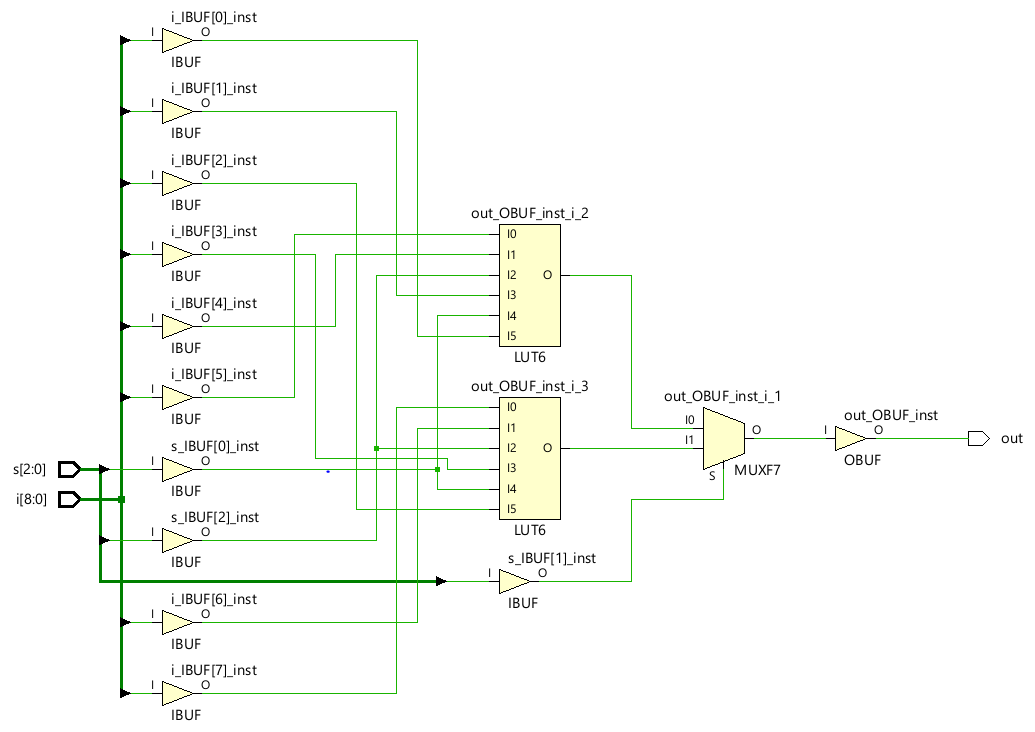 i_IBUF[0]_inst
I
O
IBUF
i_IBUF[1]_inst
I
O
IBUF
i_IBUF[2]_inst
I
O
IBUF
i_IBUF[3]_inst
I
O
IBUF
i_IBUF[4]_inst
I
O
IBUF
i_IBUF[5]_inst
I
O
IBUF
s_IBUF[0]_inst
I
O
IBUF
s[2:0]
i[8:0]
s_IBUF[2]_inst
I
O
IBUF
i_IBUF[6]_inst
I
O
IBUF
i_IBUF[7]_inst
I
O
IBUF
out_OBUF_inst_i_2
I0
I1
I2
I3
I4
I5
O
LUT6
out_OBUF_inst_i_3
I0
I1
I2
I3
I4
I5
O
LUT6
s_IBUF[1]_inst
I
O
IBUF
out_OBUF_inst_i_1
I0
I1
O
S
MUXF7
out_OBUF_inst
I
O
OBUF
out